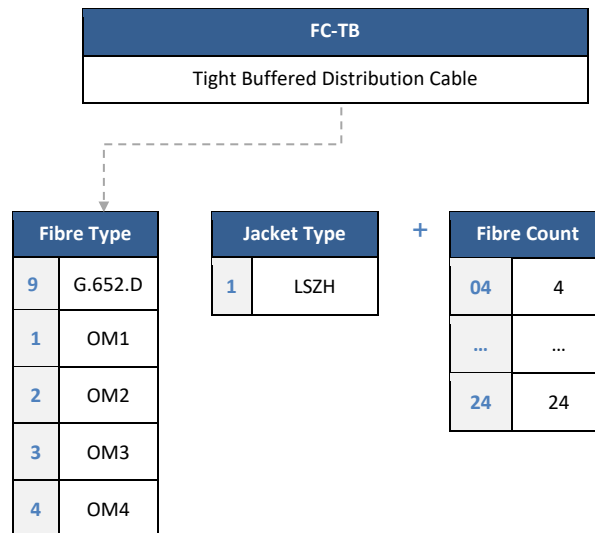 FC-TB
Tight Buffered Distribution Cable
Fibre Type
9 G.652.D
1 OM1
2 OM2
3 OM3
4 OM4
Jacket Type
1 LSZH
+
Fibre Count
04 4
... ...
24 24